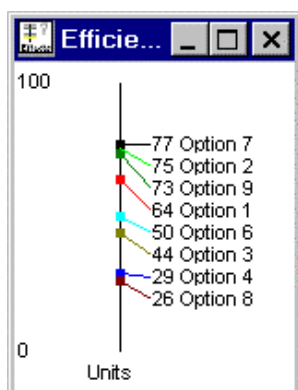 Efficie...
100
77 Option 7
75 Option 2
73 Option 9
64 Option 1
50 Option 6
44 Option 3
29 Option 4
26 Option 8
0
Units